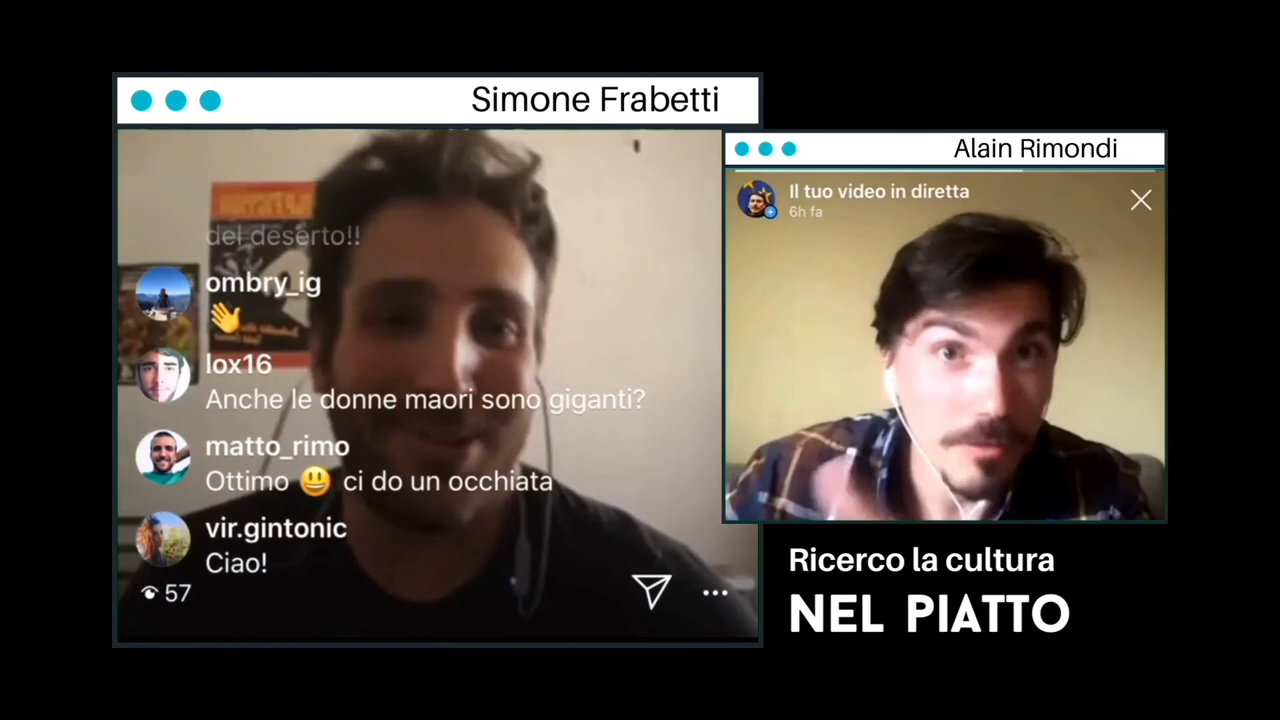 Simone Frabetti
del deserto!!
ombry_ig
👋
lox16
Anche le donne maori sono giganti?
matto_rimo
Ottimo 😃 ci do un occhiata
vir.gintonic
Ciao!
57
Alain Rimondi
Il tuo video in diretta
6h fa
Ricerco la cultura
NEL PIATTO